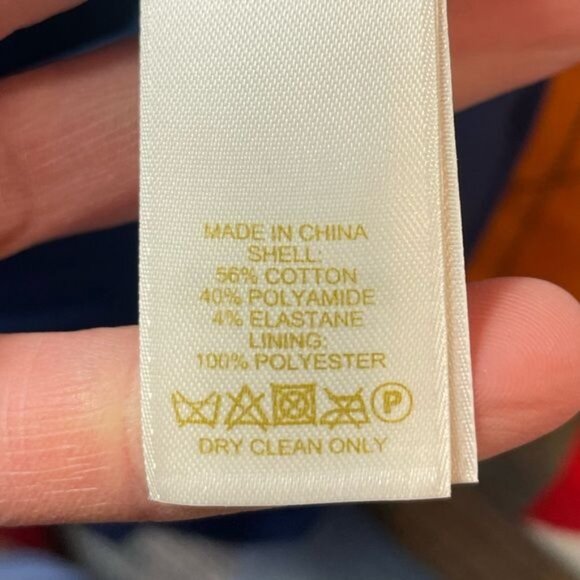 MADE IN CHINA
SHELL:
56% COTTON
40% POLYAMIDE
4% ELASTANE
LINING:
100% POLYESTER
P
DRY CLEAN ONLY